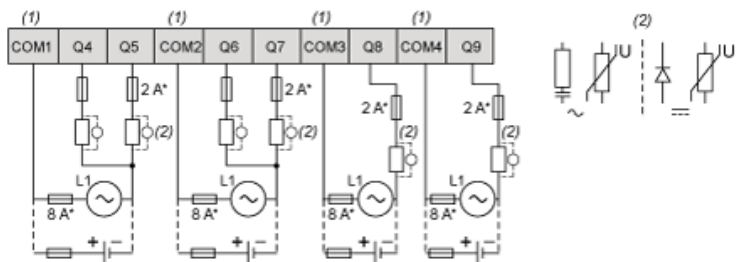 (1) (1) (1) (1) (2)
COM1 Q4 Q5 COM2 Q6 Q7 COM3 Q8 COM4 Q9
U U
2 A* 2 A* 2 A* 2 A*
(2) (2) (2) (2)
L1 L1 L1 L1
8 A* 8 A* 8 A* 8 A*
+ − + − + − + −